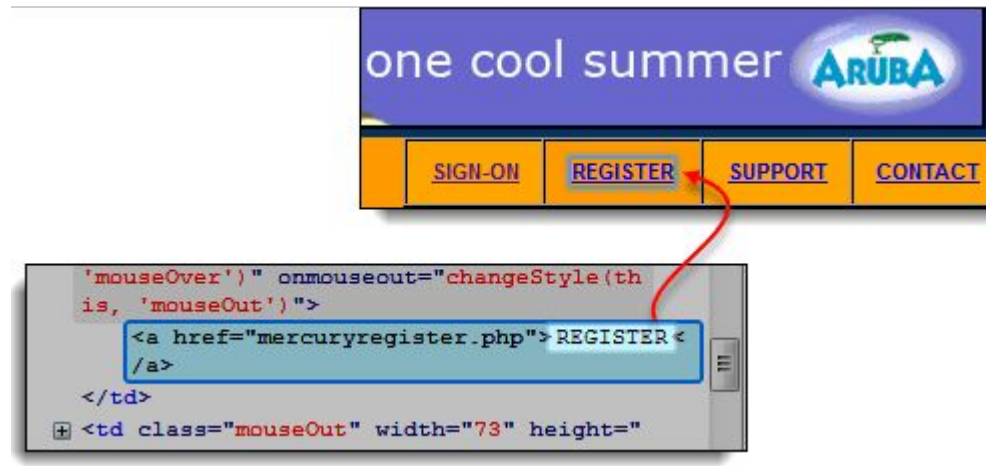 one cool summer ARUBA
SIGN-ON REGISTER SUPPORT CONTACT
'mouseOver')" onmouseout="changeStyle(th
is, 'mouseOut')">
<a href="mercuryregister.php">REGISTER<
/a>
</td>
<td class="mouseOut" width="73" height="